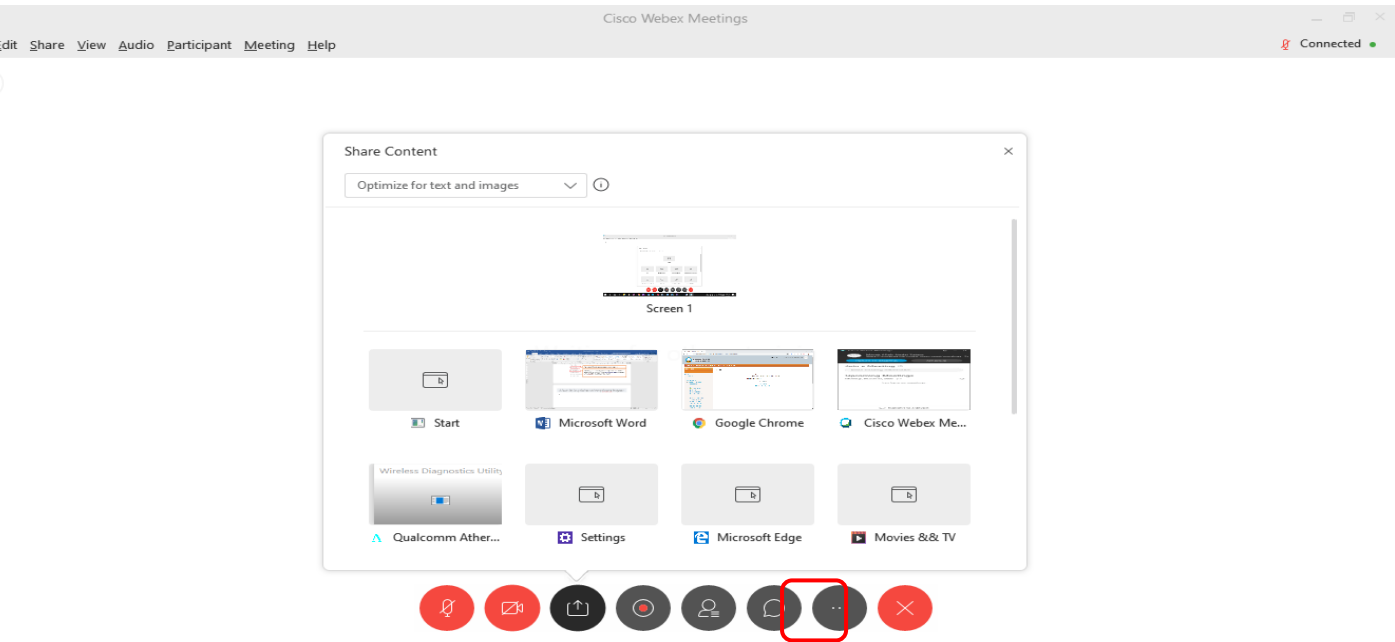 Cisco Webex Meetings
dit Share View Audio Participant Meeting Help
Connected
Share Content
Optimize for text and images
Screen 1
Start
Microsoft Word
Google Chrome
Cisco Webex Me...
Wireless Diagnostics Utility
Qualcomm Ather...
Settings
Microsoft Edge
Movies && TV